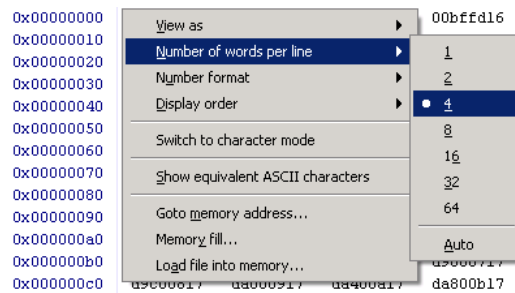 0x00000000 00bffd16
0x00000010
0x00000020
0x00000030
0x00000040
0x00000050
0x00000060
0x00000070
0x00000080
0x00000090
0x000000a0
0x000000b0
0x000000c0 da800b17
View as
Number of words per line
Number format
Display order
Switch to character mode
Show equivalent ASCII characters
Goto memory address...
Memory fill...
Load file into memory...
1
2
4
8
16
32
64
Auto